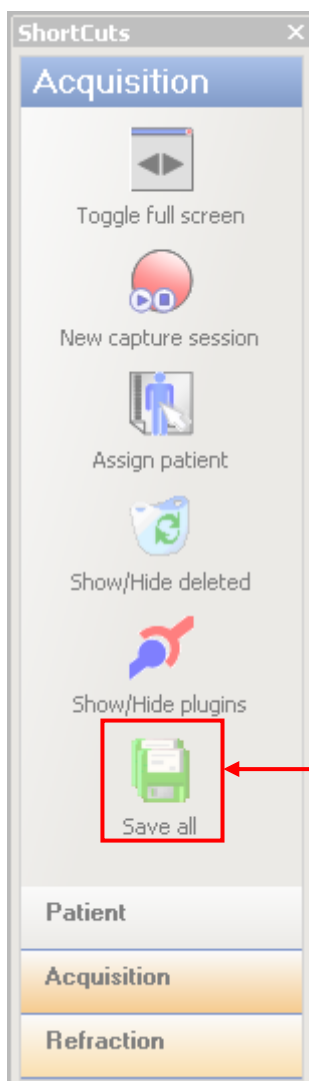 ShortCuts
Acquisition
Toggle full screen
New capture session
Assign patient
Show/Hide deleted
Show/Hide plugins
Save all
Patient
Acquisition
Refraction